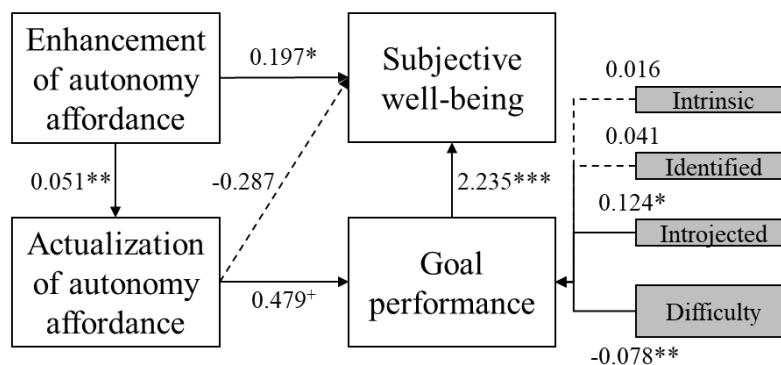 Enhancement
of autonomy
affordance
0.197*
Subjective
well-being
0.016
Intrinsic
0.041
Identified
0.051**
-0.287
2.235***
0.124*
Introjected
Actualization
of autonomy
affordance
0.479+
Goal
performance
Difficulty
-0.078**